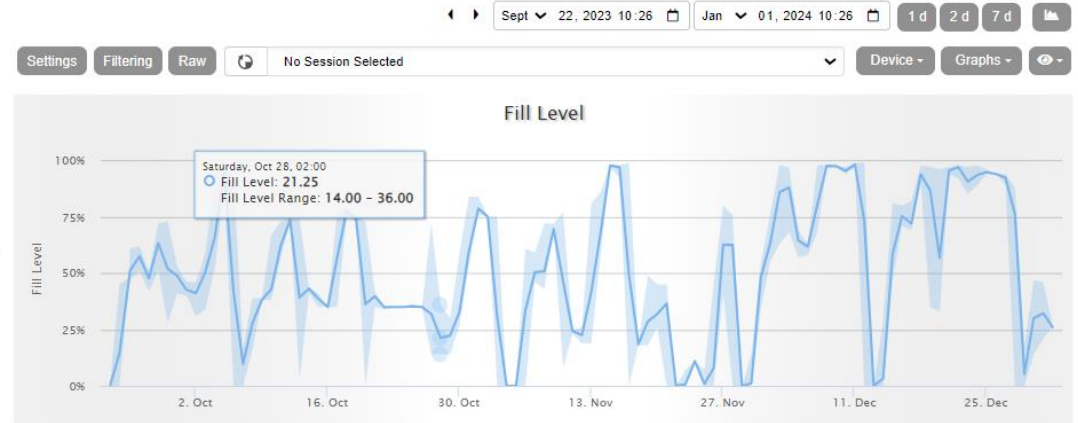 Sept 22, 2023 10:26 Jan 01, 2024 10:26 1 d 2 d 7 d
Settings Filtering Raw No Session Selected Device Graphs
Fill Level
100%
Saturday, Oct 28, 02:00
Fill Level: 21.25
Fill Level Range: 14.00 - 36.00
75%
Fill Level
50%
25%
0%
2. Oct 16. Oct 30. Oct 13. Nov 27. Nov 11. Dec 25. Dec